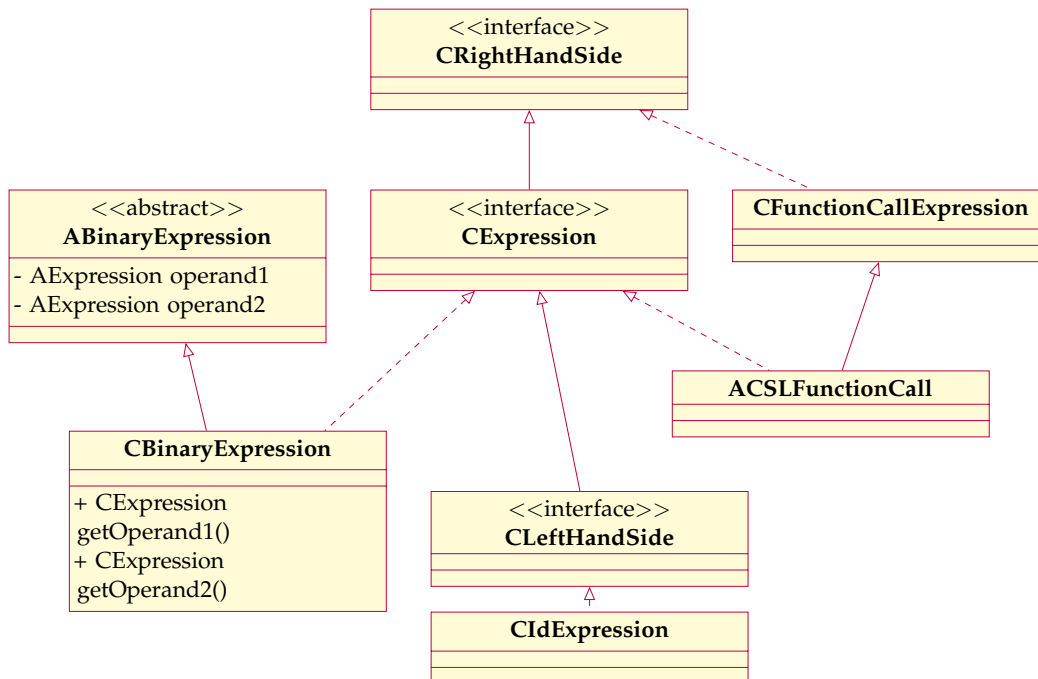 <<interface>>
CRightHandSide
<<abstract>>
ABinaryExpression
- AExpression operand1
- AExpression operand2
<<interface>>
CExpression
CFunctionCallExpression
ACSLFunctionCall
CBinaryExpression
+ CExpression
getOperand1()
+ CExpression
getOperand2()
<<interface>>
CLeftHandSide
CIdExpression